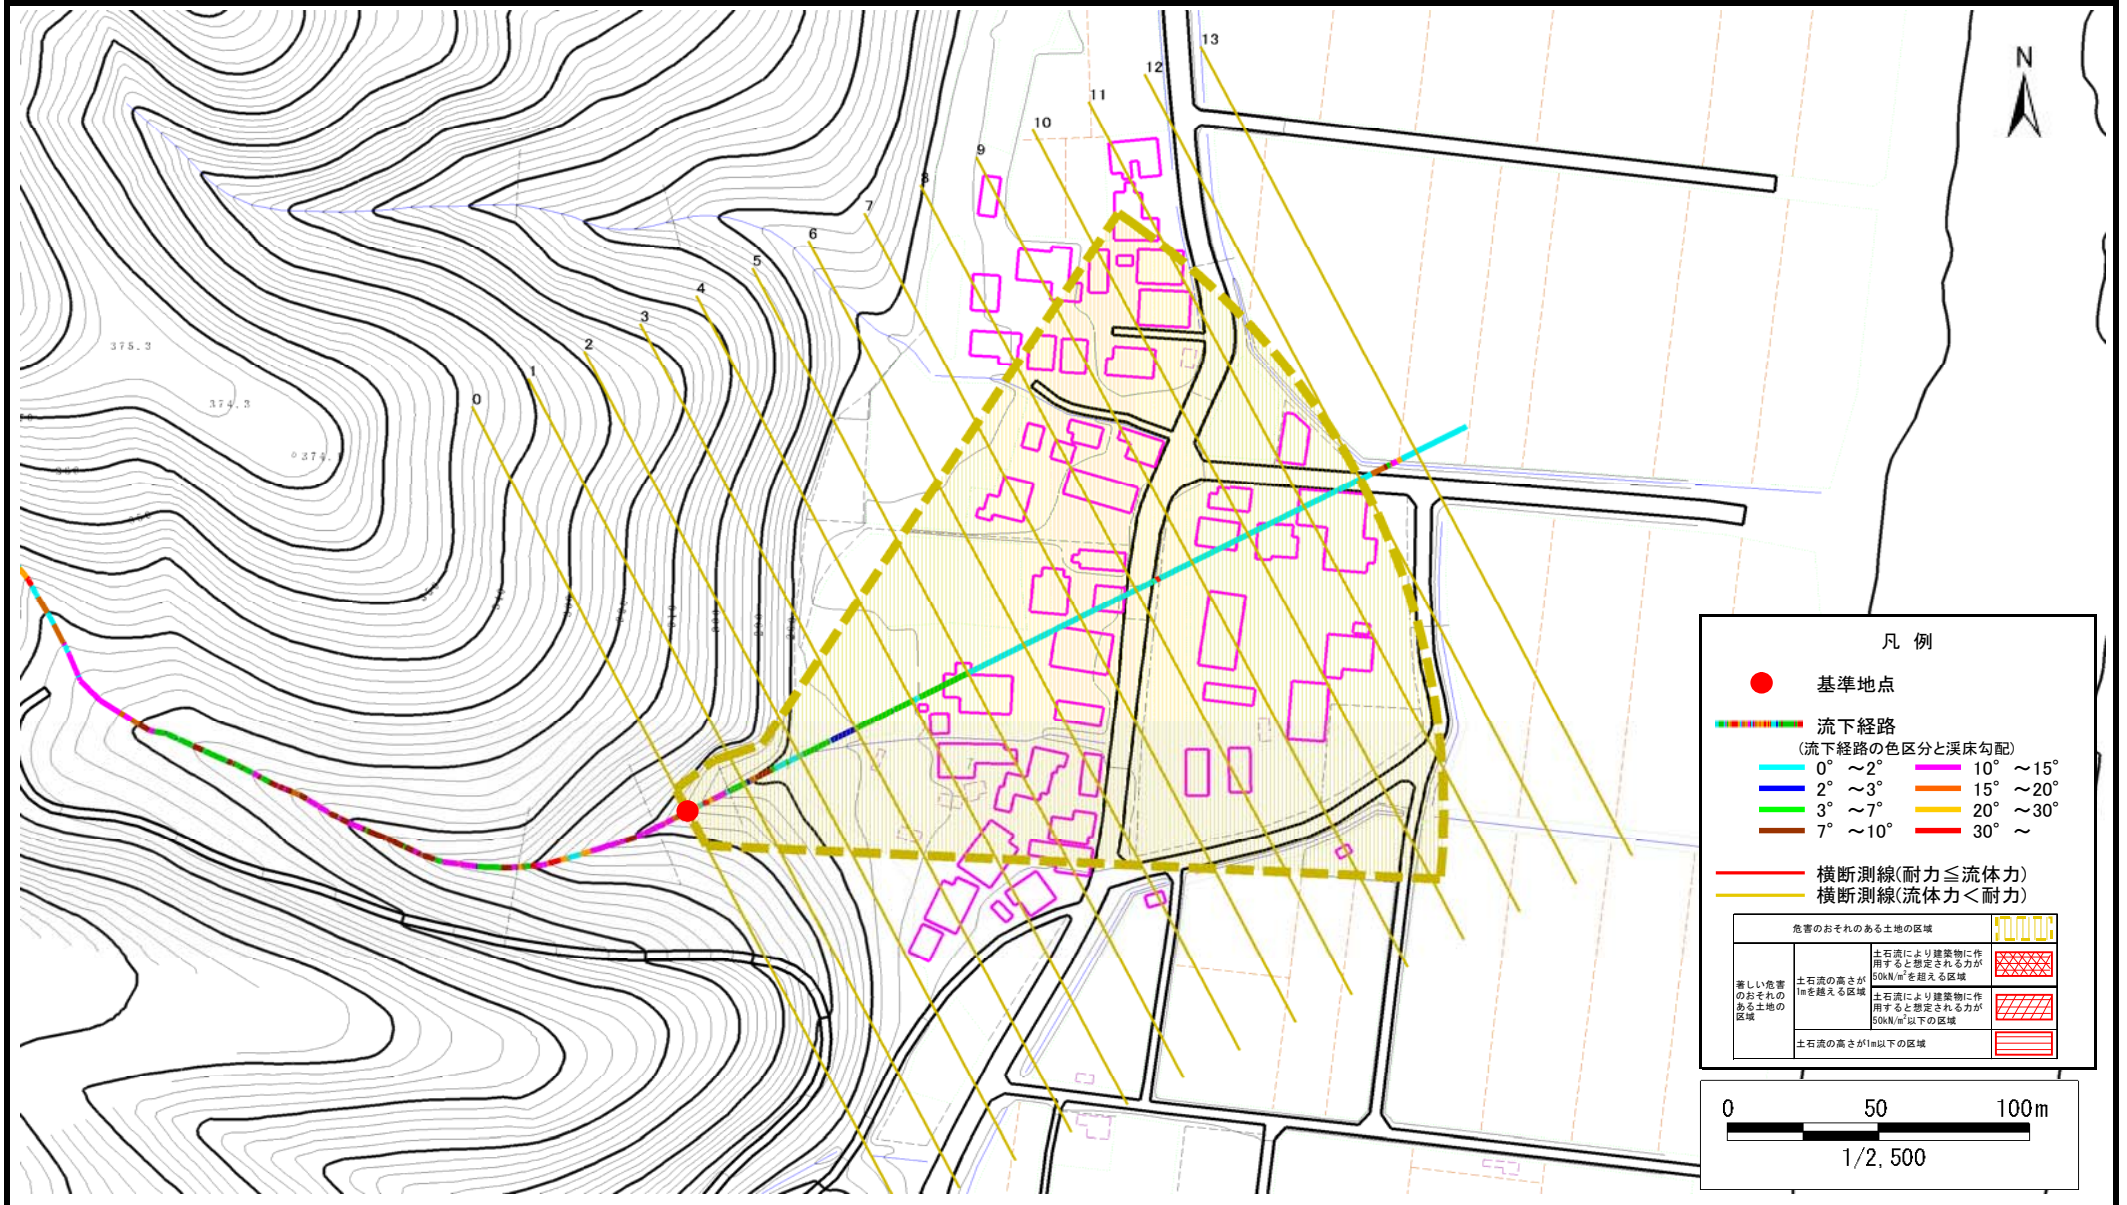 13
12
11
10
9
8
7
6
5
4
3
2
1
0
N
375.3
374.3
凡 例
基準地点
流下経路
(流下経路の色区分と渓床勾配)
0° ～2° 10° ～15°
2° ～3° 15° ～20°
3° ～7° 20° ～30°
7° ～10° 30° ～
横断測線(耐力≦流体力)
横断測線(流体力＜耐力)
危害のおそれのある土地の区域
著しい危害
のおそれの
ある土地の
区域
土石流の高さが
1mを越える区域
土石流により建築物に作
用すると想定される力が
50kN/m²を超える区域
土石流により建築物に作
用すると想定される力が
50kN/m²以下の区域
土石流の高さが1m以下の区域
0 50 100m
1/2,500